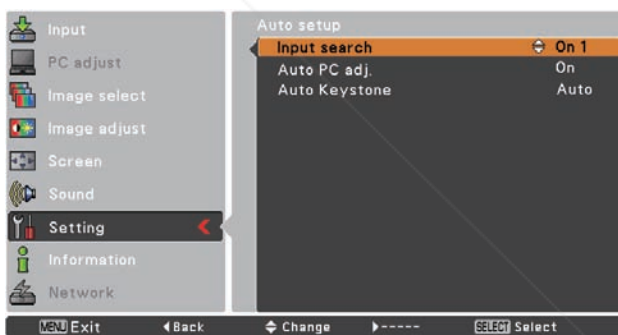 Input
PC adjust
Image select
Image adjust
Screen
Sound
Setting
Information
Network
Auto setup
Input search On 1
Auto PC adj. On
Auto Keystone Auto
MENU Exit Back Change ----- SELECT Select